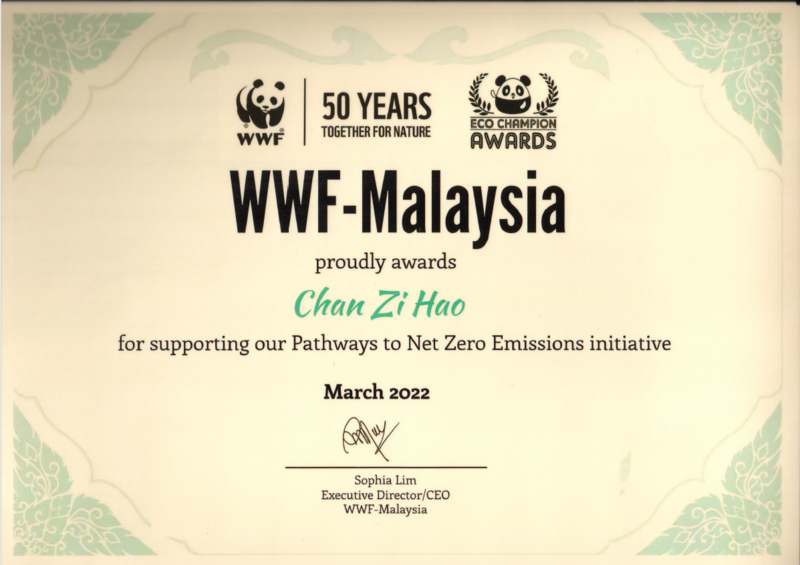 WWF
50 YEARS
TOGETHER FOR NATURE
ECO CHAMPION
AWARDS
WWF-Malaysia
proudly awards
Chan Zi Hao
for supporting our Pathways to Net Zero Emissions initiative
March 2022
Sophia Lim
Executive Director/CEO
WWF-Malaysia